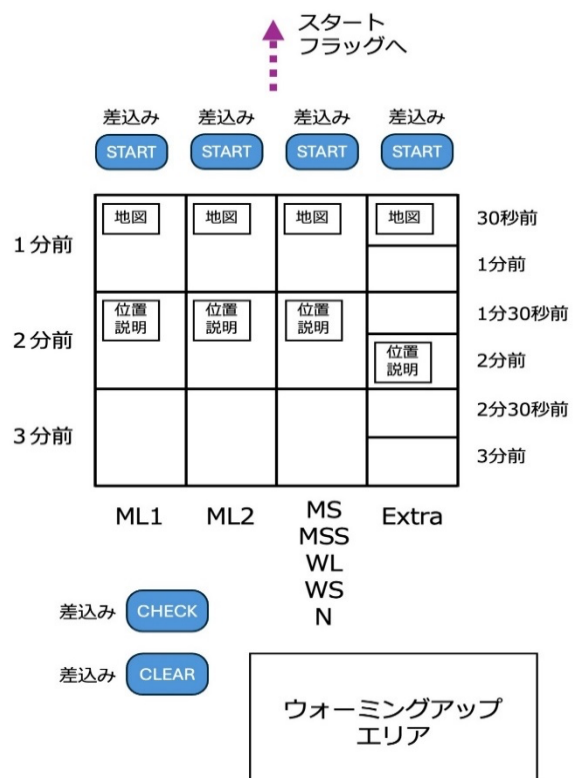 スタート
フラッグへ
差込み 差込み 差込み 差込み
START START START START
地図 地図 地図 地図 30秒前
1分前
1分前
位置
説明
位置
説明
位置
説明
1分30秒前
2分前
位置
説明
2分前
2分30秒前
3分前
3分前
ML1 ML2 MS Extra
MSS
WL
WS
N
差込み CHECK
差込み CLEAR
ウォーミングアップ
エリア